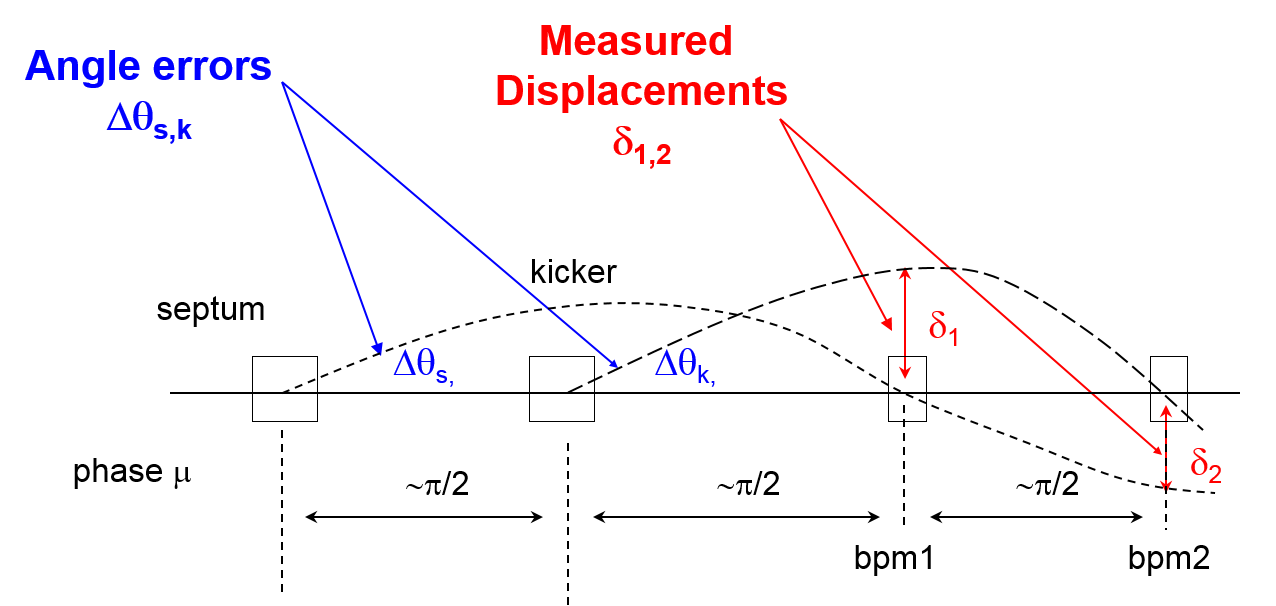 Angle errors
Δθs,k
Measured
Displacements
δ1,2
kicker
septum
Δθs,
Δθk,
δ1
phase μ
~π/2
~π/2
~π/2
δ2
bpm1
bpm2